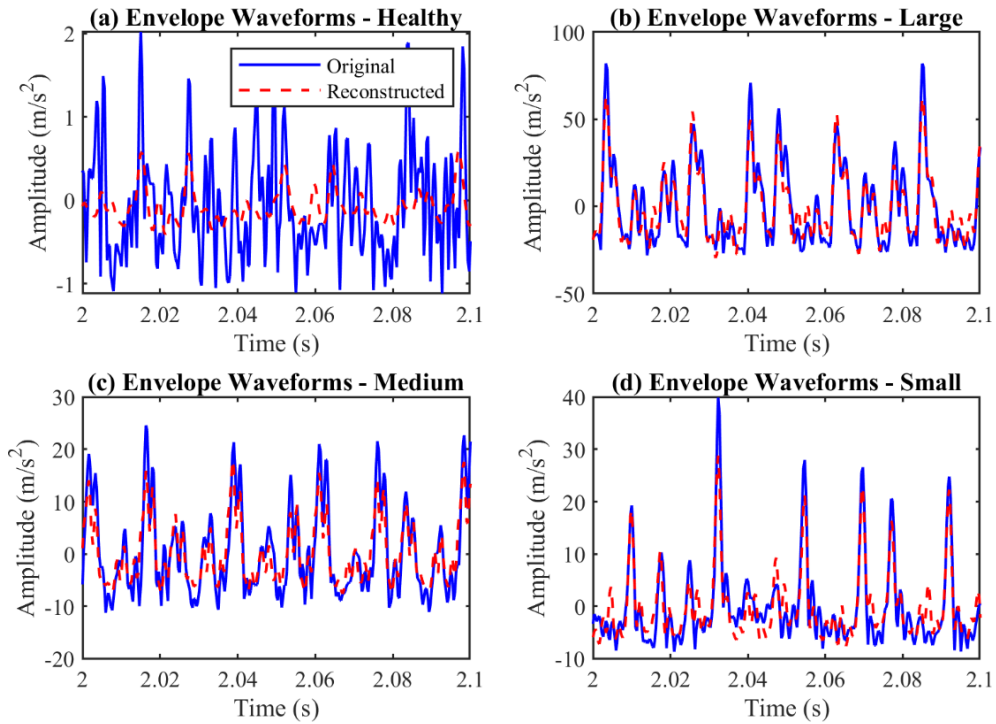 (a) Envelope Waveforms - Healthy
2
1
0
-1
Amplitude (m/s²)
Original
Reconstructed
2 2.02 2.04 2.06 2.08 2.1
Time (s)
(b) Envelope Waveforms - Large
100
50
0
-50
Amplitude (m/s²)
2 2.02 2.04 2.06 2.08 2.1
Time (s)
(c) Envelope Waveforms - Medium
30
20
10
0
-10
-20
Amplitude (m/s²)
2 2.02 2.04 2.06 2.08 2.1
Time (s)
(d) Envelope Waveforms - Small
40
30
20
10
0
-10
Amplitude (m/s²)
2 2.02 2.04 2.06 2.08 2.1
Time (s)